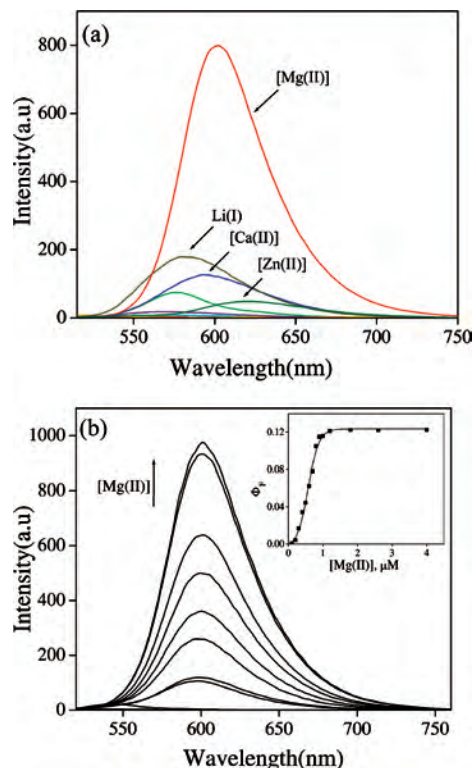 (a)
800
600
400
200
0
Intensity(a.u)
[Mg(II)]
Li(I)
[Ca(II)]
[Zn(II)]
550 600 650 700 750
Wavelength(nm)
(b)
1000
800
600
400
200
0
Intensity(a.u)
[Mg(II)]
0.12
0.08
0.04
0.00
ΦF
0 1 2 3 4
[Mg(II)], μM
550 600 650 700 750
Wavelength(nm)